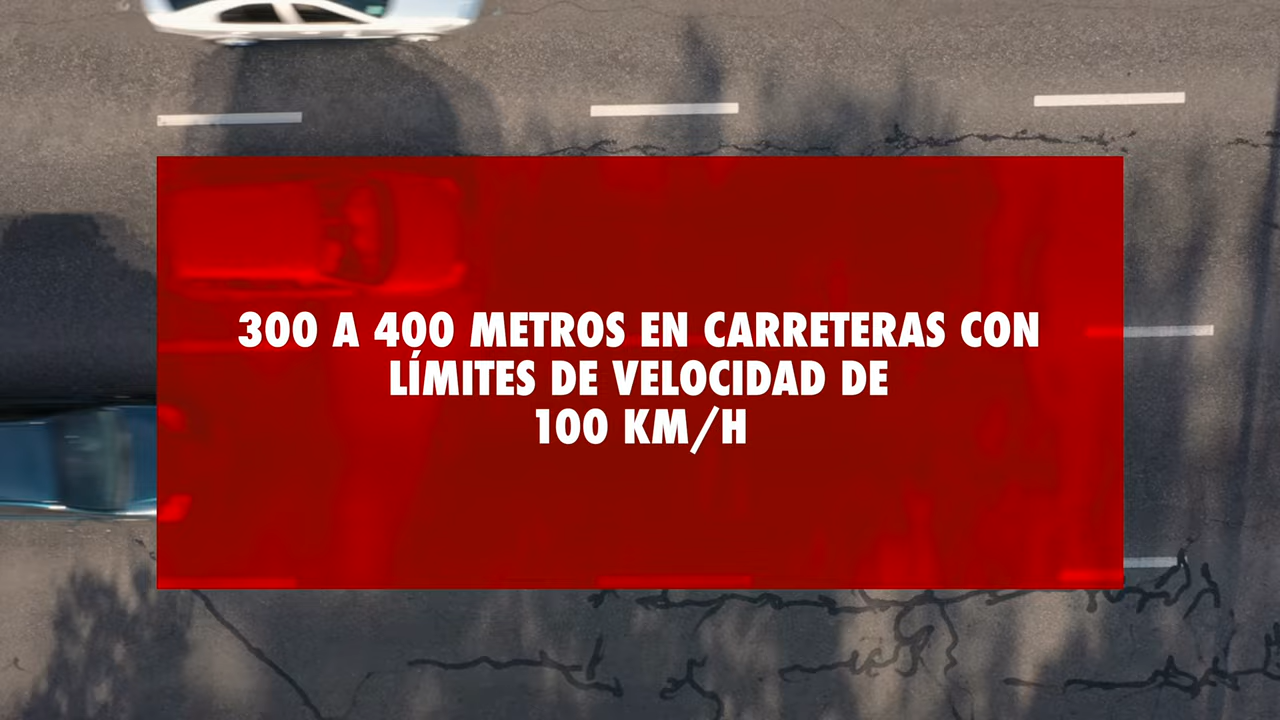 300 A 400 METROS EN CARRETERAS CON
LÍMITES DE VELOCIDAD DE
100 KM/H